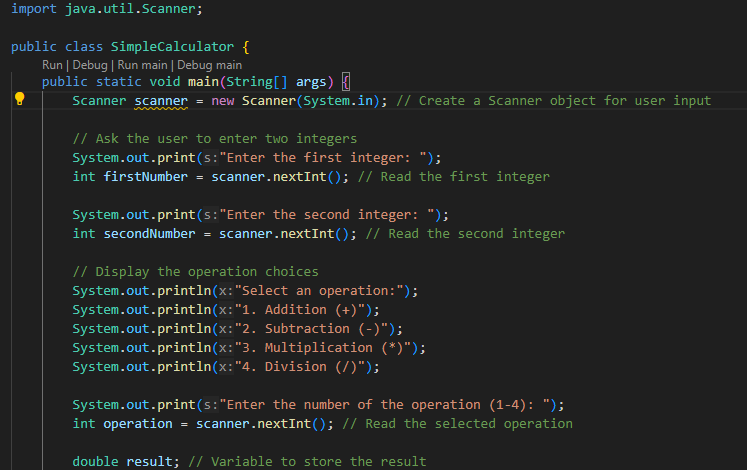 import java.util.Scanner;
public class SimpleCalculator {
Run | Debug | Run main | Debug main
public static void main(String[] args) {
Scanner scanner = new Scanner(System.in); // Create a Scanner object for user input
// Ask the user to enter two integers
System.out.print(s:"Enter the first integer: ");
int firstNumber = scanner.nextInt(); // Read the first integer
System.out.print(s:"Enter the second integer: ");
int secondNumber = scanner.nextInt(); // Read the second integer
// Display the operation choices
System.out.println(x:"Select an operation:");
System.out.println(x:"1. Addition (+)");
System.out.println(x:"2. Subtraction (-)");
System.out.println(x:"3. Multiplication (*)");
System.out.println(x:"4. Division (/)");
System.out.print(s:"Enter the number of the operation (1-4): ");
int operation = scanner.nextInt(); // Read the selected operation
double result; // Variable to store the result